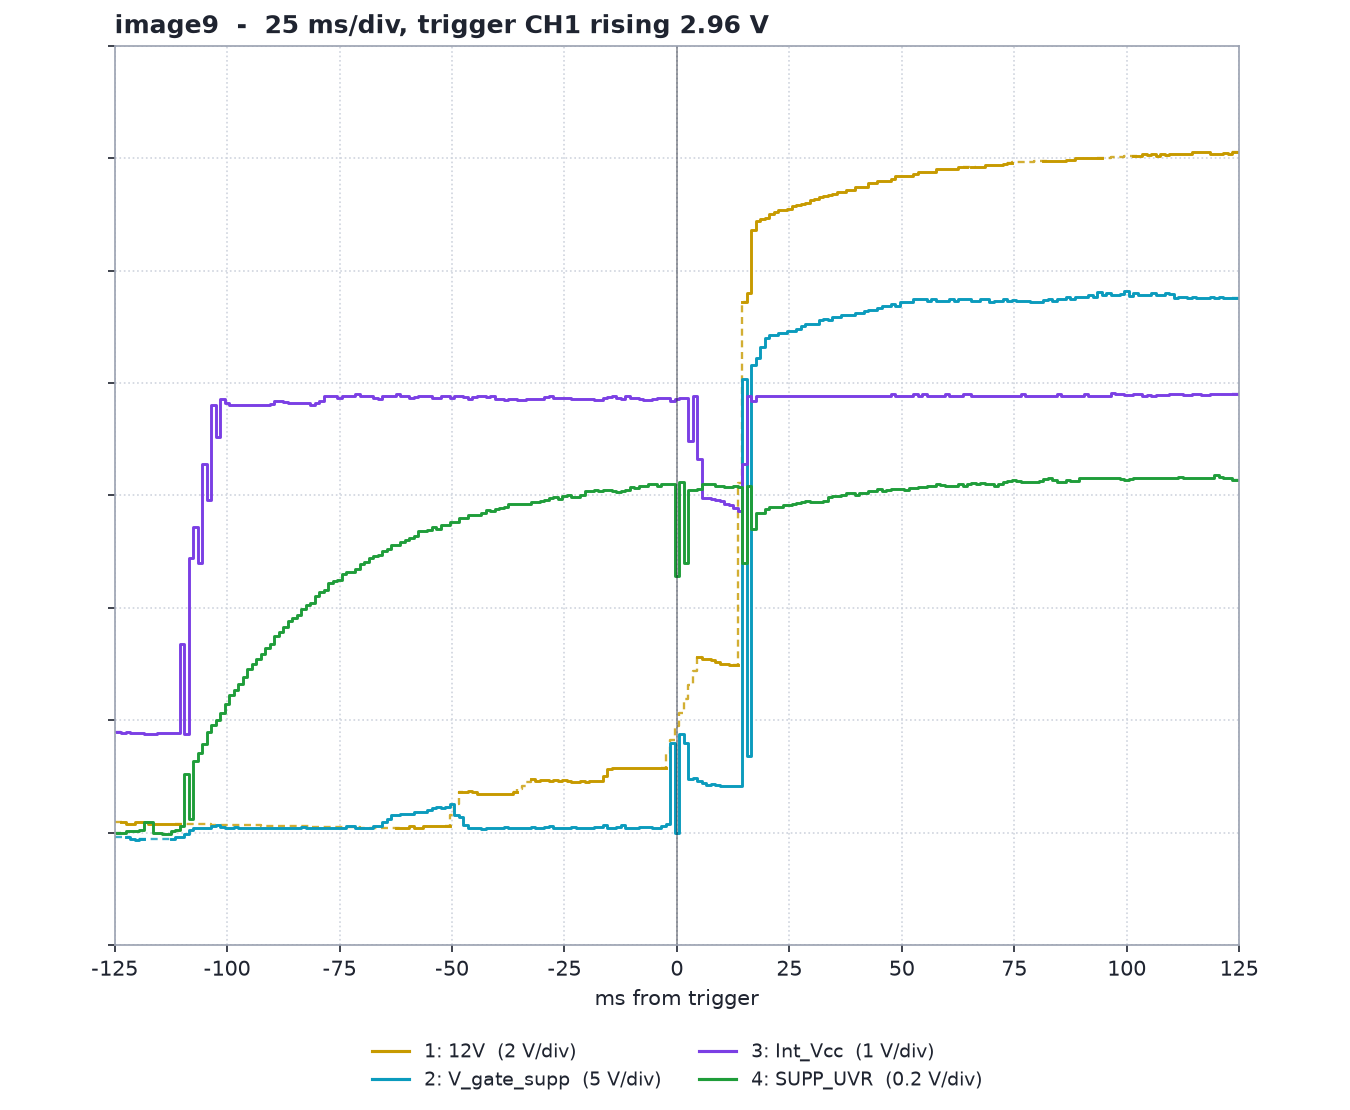 image9 - 25 ms/div, trigger CH1 rising 2.96 V
-125 -100 -75 -50 -25 0 25 50 75 100 125
ms from trigger
1: 12V (2 V/div) 3: Int_Vcc (1 V/div)
2: V_gate_supp (5 V/div) 4: SUPP_UVR (0.2 V/div)